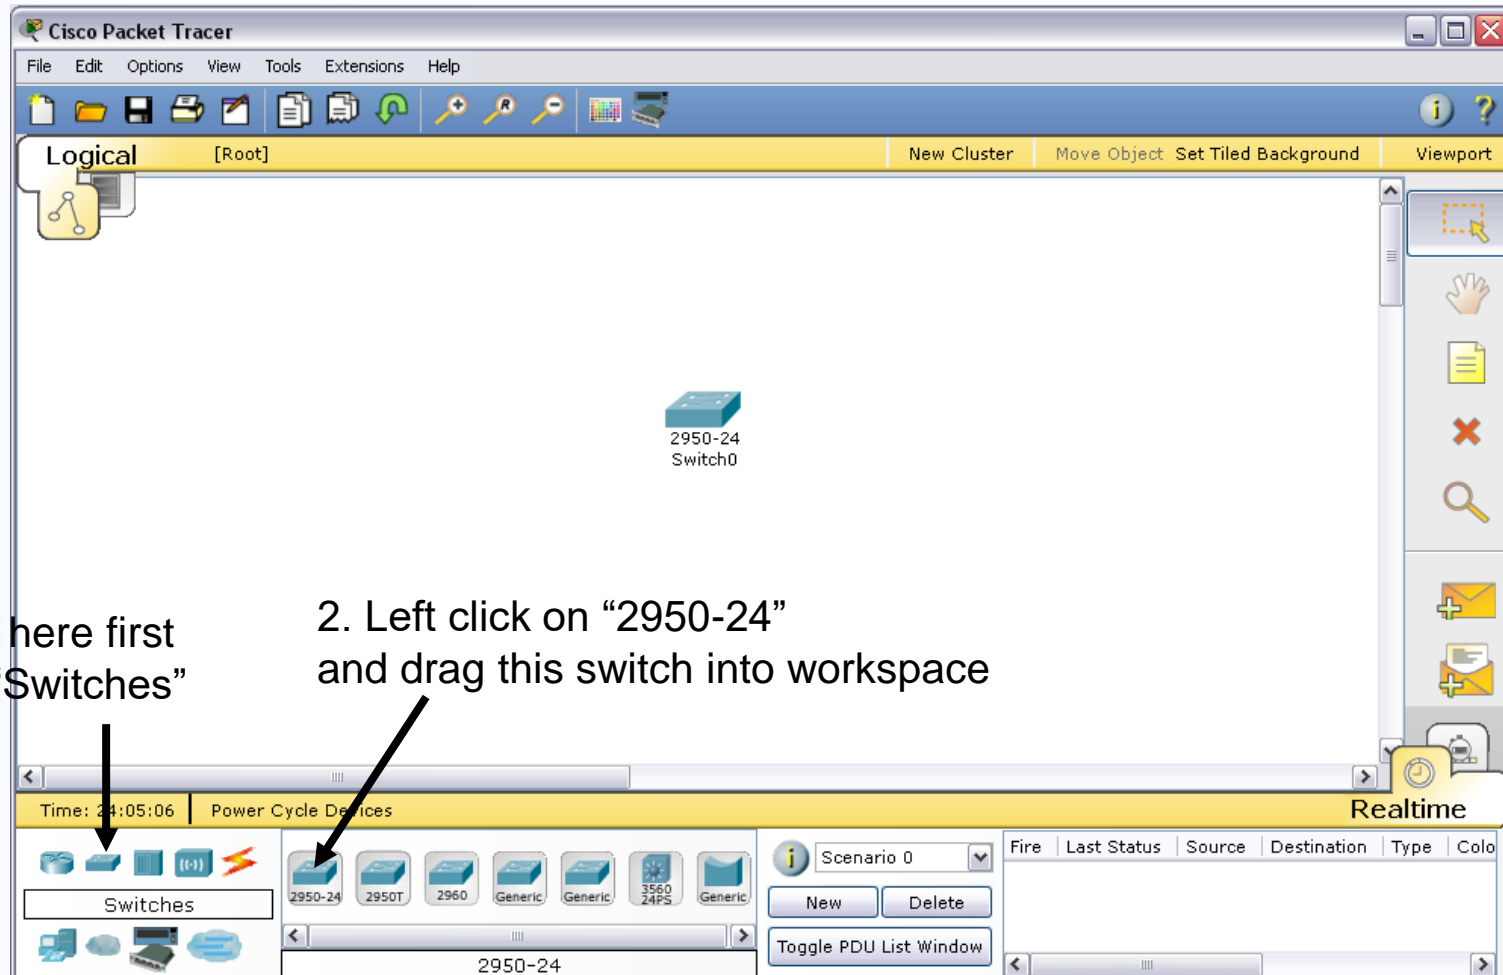 Cisco Packet Tracer
File Edit Options View Tools Extensions Help
Logical [Root] New Cluster Move Object Set Tiled Background Viewport
2950-24
Switch0
here first
“Switches”
2. Left click on “2950-24”
and drag this switch into workspace
Time: 24:05:06 Power Cycle Devices Realtime
Fire Last Status Source Destination Type Colo
Scenario 0
2950-24 2950T 2960 Generic Generic 3560 24PS Generic
Switches
New Delete
Toggle PDU List Window
2950-24